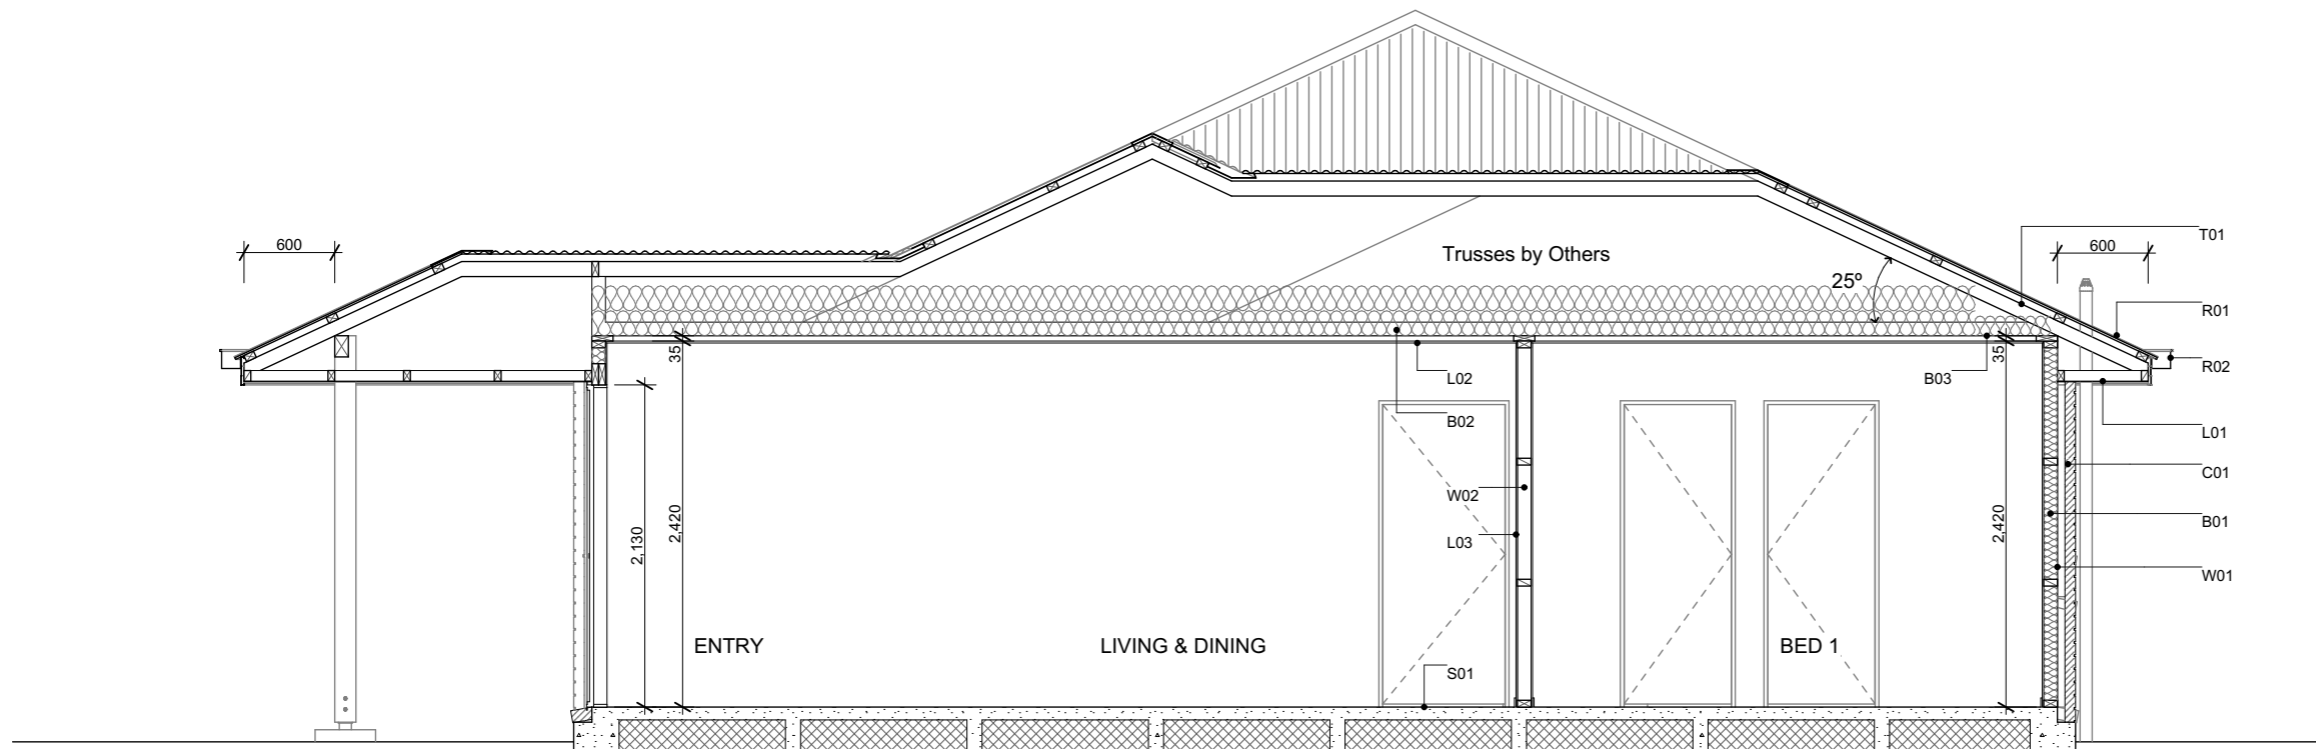 600
Trusses by Others
25º
600
T01
R01
R02
L01
C01
B01
W01
35
L02
B02
B03
35
W02
L03
2,130
2,420
2,420
ENTRY
LIVING & DINING
BED 1
S01